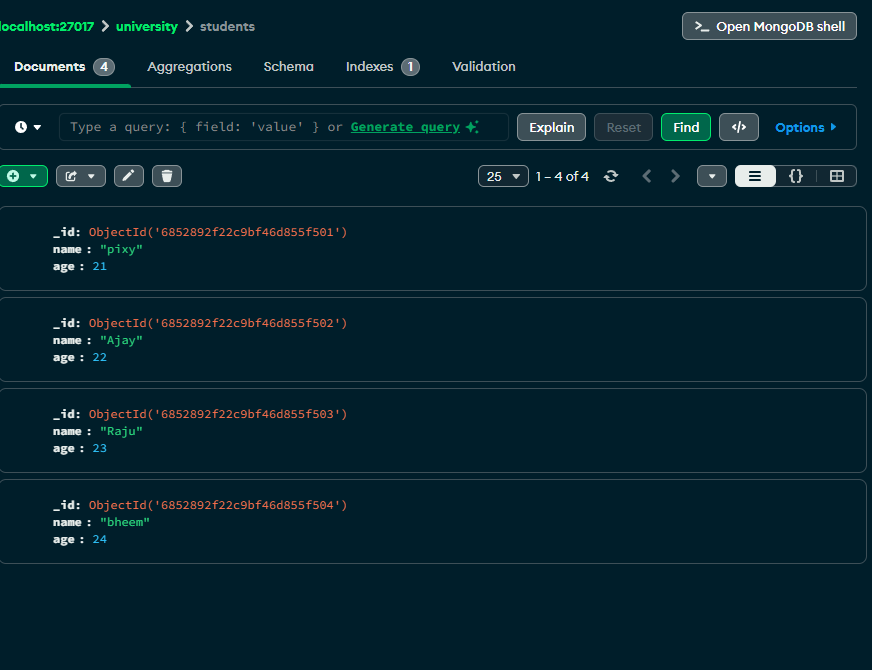 localhost:27017 > university > students
>_ Open MongoDB shell
Documents 4 Aggregations Schema Indexes 1 Validation
Type a query: { field: 'value' } or Generate query
Explain Reset Find </> Options
25 1 – 4 of 4 {}
_id: ObjectId('6852892f22c9bf46d855f501')
name : "pixy"
age : 21
_id: ObjectId('6852892f22c9bf46d855f502')
name : "Ajay"
age : 22
_id: ObjectId('6852892f22c9bf46d855f503')
name : "Raju"
age : 23
_id: ObjectId('6852892f22c9bf46d855f504')
name : "bheem"
age : 24